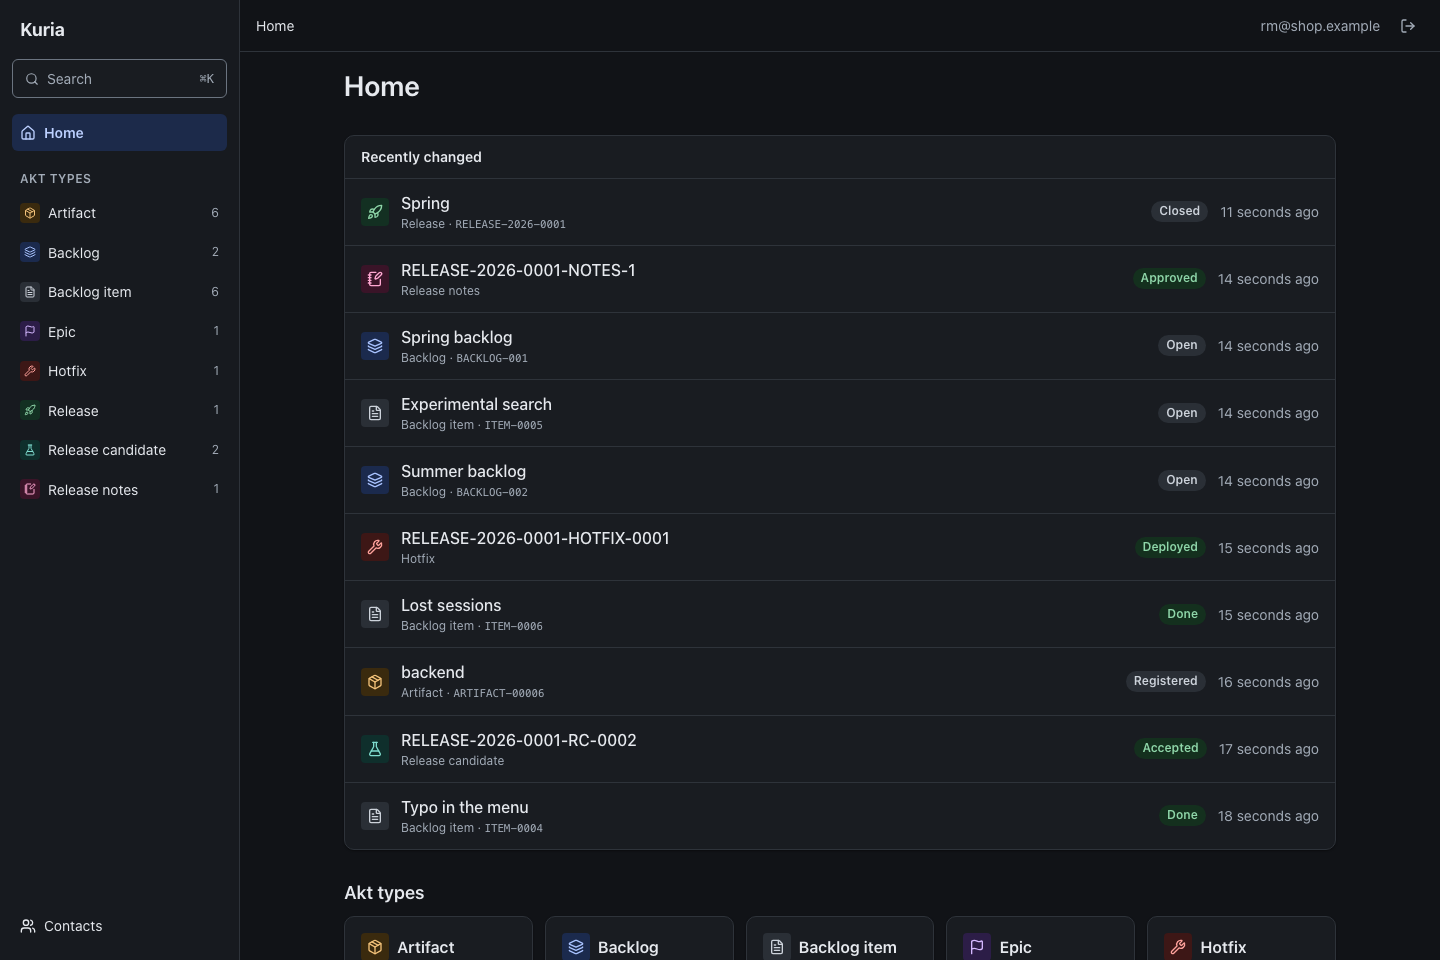 Kuria
Search ⌘K
Home
AKT TYPES
Artifact 6
Backlog 2
Backlog item 6
Epic 1
Hotfix 1
Release 1
Release candidate 2
Release notes 1
Contacts
Home
rm@shop.example
Home
Recently changed
Spring
Release · RELEASE-2026-0001
Closed 11 seconds ago
RELEASE-2026-0001-NOTES-1
Release notes
Approved 14 seconds ago
Spring backlog
Backlog · BACKLOG-001
Open 14 seconds ago
Experimental search
Backlog item · ITEM-0005
Open 14 seconds ago
Summer backlog
Backlog · BACKLOG-002
Open 14 seconds ago
RELEASE-2026-0001-HOTFIX-0001
Hotfix
Deployed 15 seconds ago
Lost sessions
Backlog item · ITEM-0006
Done 15 seconds ago
backend
Artifact · ARTIFACT-00006
Registered 16 seconds ago
RELEASE-2026-0001-RC-0002
Release candidate
Accepted 17 seconds ago
Typo in the menu
Backlog item · ITEM-0004
Done 18 seconds ago
Akt types
Artifact
Backlog
Backlog item
Epic
Hotfix